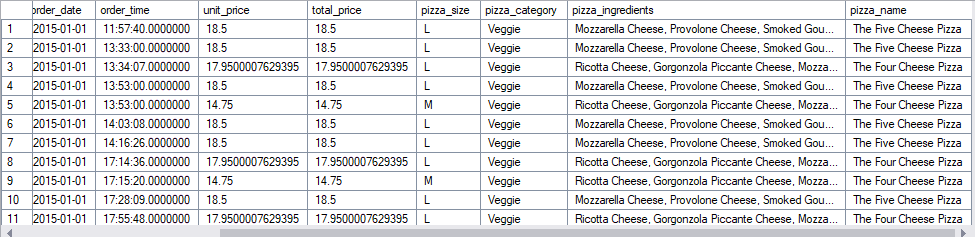 order_date order_time unit_price total_price pizza_size pizza_category pizza_ingredients pizza_name
1 2015-01-01 11:57:40.0000000 18.5 18.5 L Veggie Mozzarella Cheese, Provolone Cheese, Smoked Gou... The Five Cheese Pizza
2 2015-01-01 13:33:00.0000000 18.5 18.5 L Veggie Mozzarella Cheese, Provolone Cheese, Smoked Gou... The Five Cheese Pizza
3 2015-01-01 13:34:07.0000000 17.9500007629395 17.9500007629395 L Veggie Ricotta Cheese, Gorgonzola Piccante Cheese, Mozza... The Four Cheese Pizza
4 2015-01-01 13:53:00.0000000 18.5 18.5 L Veggie Mozzarella Cheese, Provolone Cheese, Smoked Gou... The Five Cheese Pizza
5 2015-01-01 13:53:00.0000000 14.75 14.75 M Veggie Ricotta Cheese, Gorgonzola Piccante Cheese, Mozza... The Four Cheese Pizza
6 2015-01-01 14:03:08.0000000 18.5 18.5 L Veggie Mozzarella Cheese, Provolone Cheese, Smoked Gou... The Five Cheese Pizza
7 2015-01-01 14:16:26.0000000 18.5 18.5 L Veggie Mozzarella Cheese, Provolone Cheese, Smoked Gou... The Five Cheese Pizza
8 2015-01-01 17:14:36.0000000 17.9500007629395 17.9500007629395 L Veggie Ricotta Cheese, Gorgonzola Piccante Cheese, Mozza... The Four Cheese Pizza
9 2015-01-01 17:15:20.0000000 14.75 14.75 M Veggie Ricotta Cheese, Gorgonzola Piccante Cheese, Mozza... The Four Cheese Pizza
10 2015-01-01 17:28:09.0000000 18.5 18.5 L Veggie Mozzarella Cheese, Provolone Cheese, Smoked Gou... The Five Cheese Pizza
11 2015-01-01 17:55:48.0000000 17.9500007629395 17.9500007629395 L Veggie Ricotta Cheese, Gorgonzola Piccante Cheese, Mozza... The Four Cheese Pizza